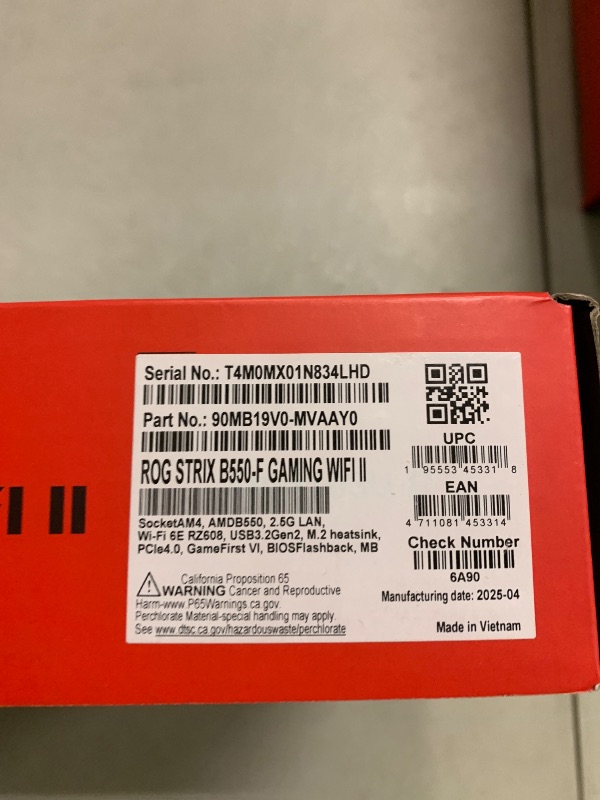 FI II
Serial No.: T4M0MX01N834LHD
Part No.: 90MB19V0-MVAAY0
ROG STRIX B550-F GAMING WIFI II
SocketAM4, AMDB550, 2.5G LAN,
Wi-Fi 6E RZ608, USB3.2Gen2, M.2 heatsink,
PCIe4.0, GameFirst VI, BIOSFlashback, MB
California Proposition 65
WARNING Cancer and Reproductive
Harm-www.P65Warnings.ca.gov.
Perchlorate Material-special handling may apply.
See www.dtsc.ca.gov/hazardouswaste/perchlorate
UPC
1 95553 45331 8
EAN
4 711081 453314
Check Number
6A90
Manufacturing date: 2025-04
Made in Vietnam